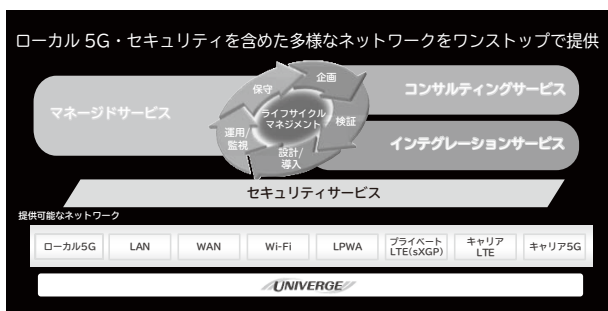 ローカル 5G・セキュリティを含めた多様なネットワークをワンストップで提供
マネージドサービス
コンサルティングサービス
インテグレーションサービス
企画
検証
設計/
導入
運用/
監視
保守
ライフサイクル
マネジメント
セキュリティサービス
提供可能なネットワーク
ローカル5G
LAN
WAN
Wi-Fi
LPWA
プライベート
LTE(sXGP)
キャリア
LTE
キャリア5G
UNIVERGE